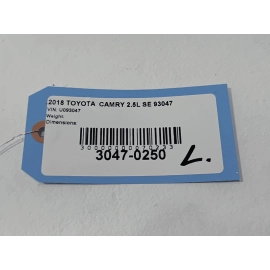 2018 TOYOTA CAMRY 2.5L SE 93047
VIN: U093047
Weight:
Dimensions:
3047-0250
L.